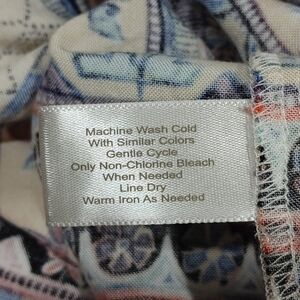 Machine Wash Cold
With Similar Colors
Gentle Cycle
Only Non-Chlorine Bleach
When Needed
Line Dry
Warm Iron As Needed